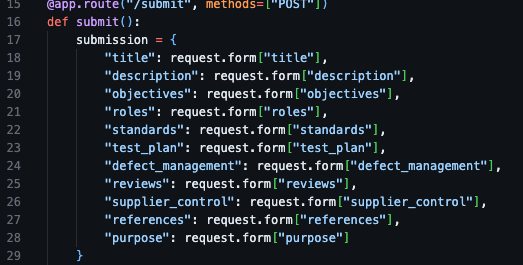 15 @app.route("/submit", methods=["POST"])
16 def submit():
17     submission = {
18         "title": request.form["title"],
19         "description": request.form["description"],
20         "objectives": request.form["objectives"],
21         "roles": request.form["roles"],
22         "standards": request.form["standards"],
23         "test_plan": request.form["test_plan"],
24         "defect_management": request.form["defect_management"],
25         "reviews": request.form["reviews"],
26         "supplier_control": request.form["supplier_control"],
27         "references": request.form["references"],
28         "purpose": request.form["purpose"]
29     }